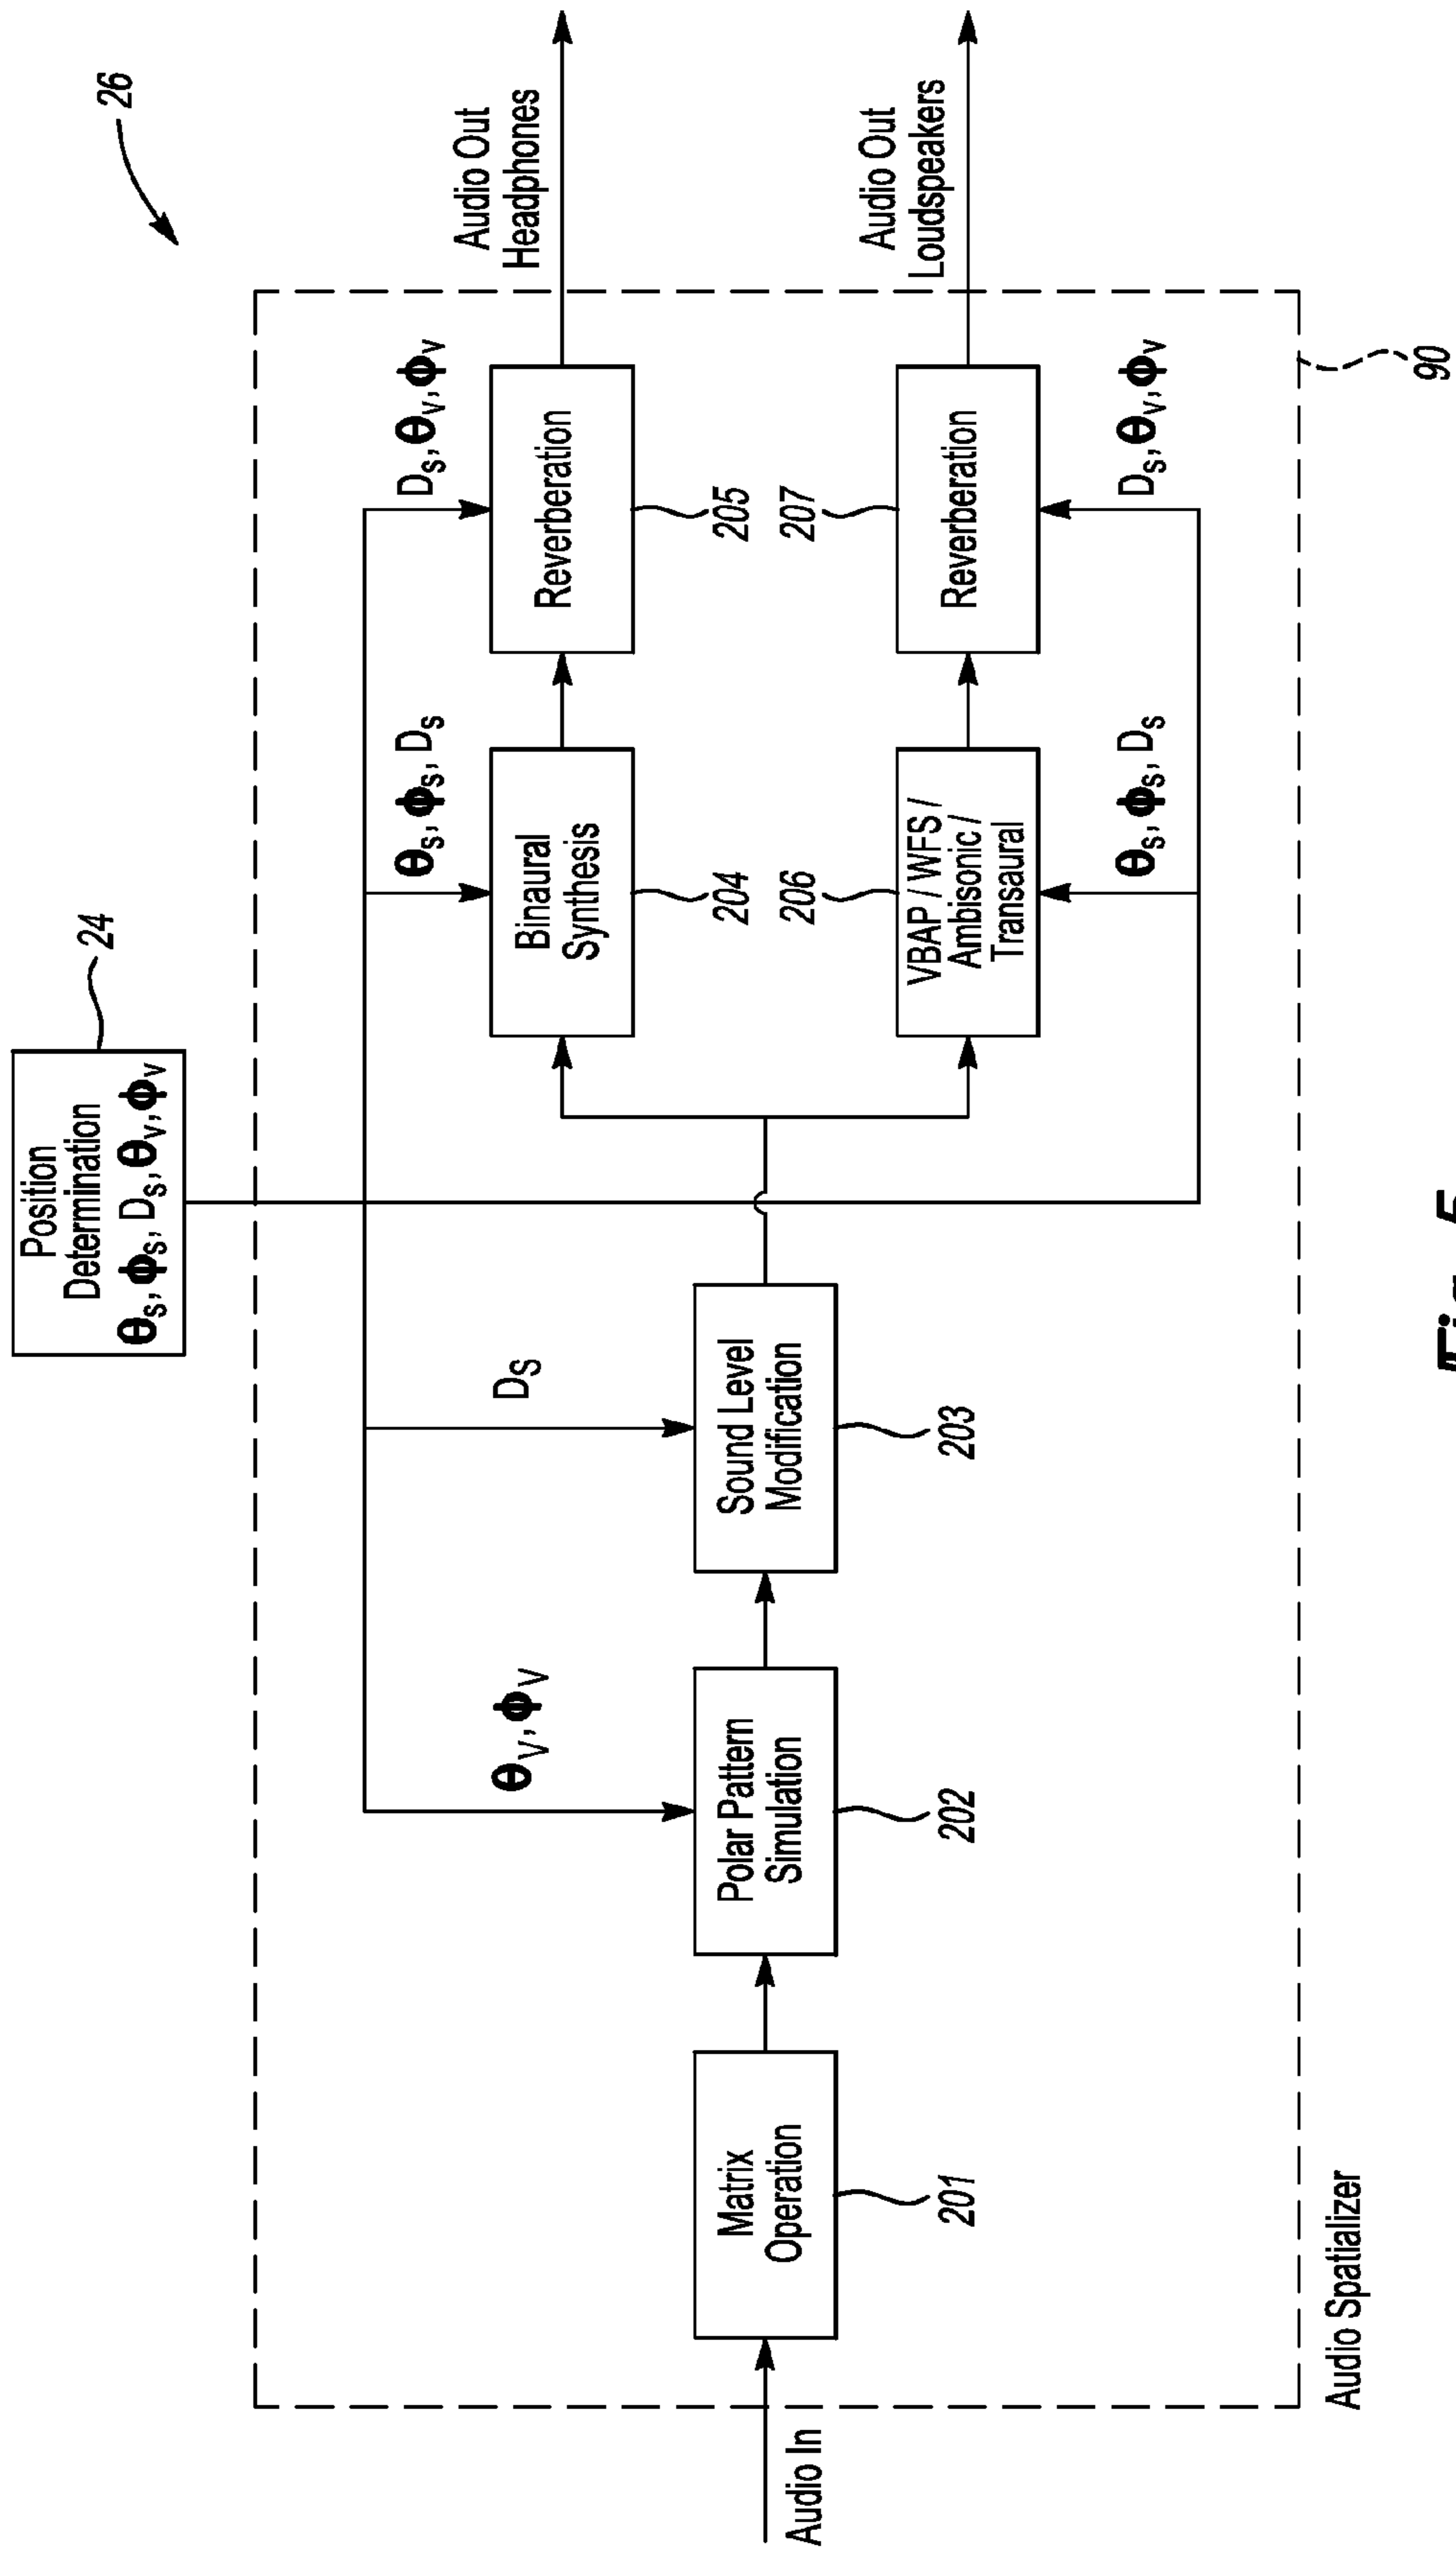 26
24
Position
Determination
θs, ϕs, Ds, θv, ϕv
θv, ϕv
Ds
θs, ϕs, Ds
Ds, θv, ϕv
Audio Out
Headphones
Binaural
Synthesis
204
Reverberation
205
Audio In
Matrix
Operation
201
Polar Pattern
Simulation
202
Sound Level
Modification
203
VBAP / WFS /
Ambisonic /
Transaural
206
Reverberation
207
Audio Out
Loudspeakers
θs, ϕs, Ds
Ds, θv, ϕv
Audio Spatializer
90